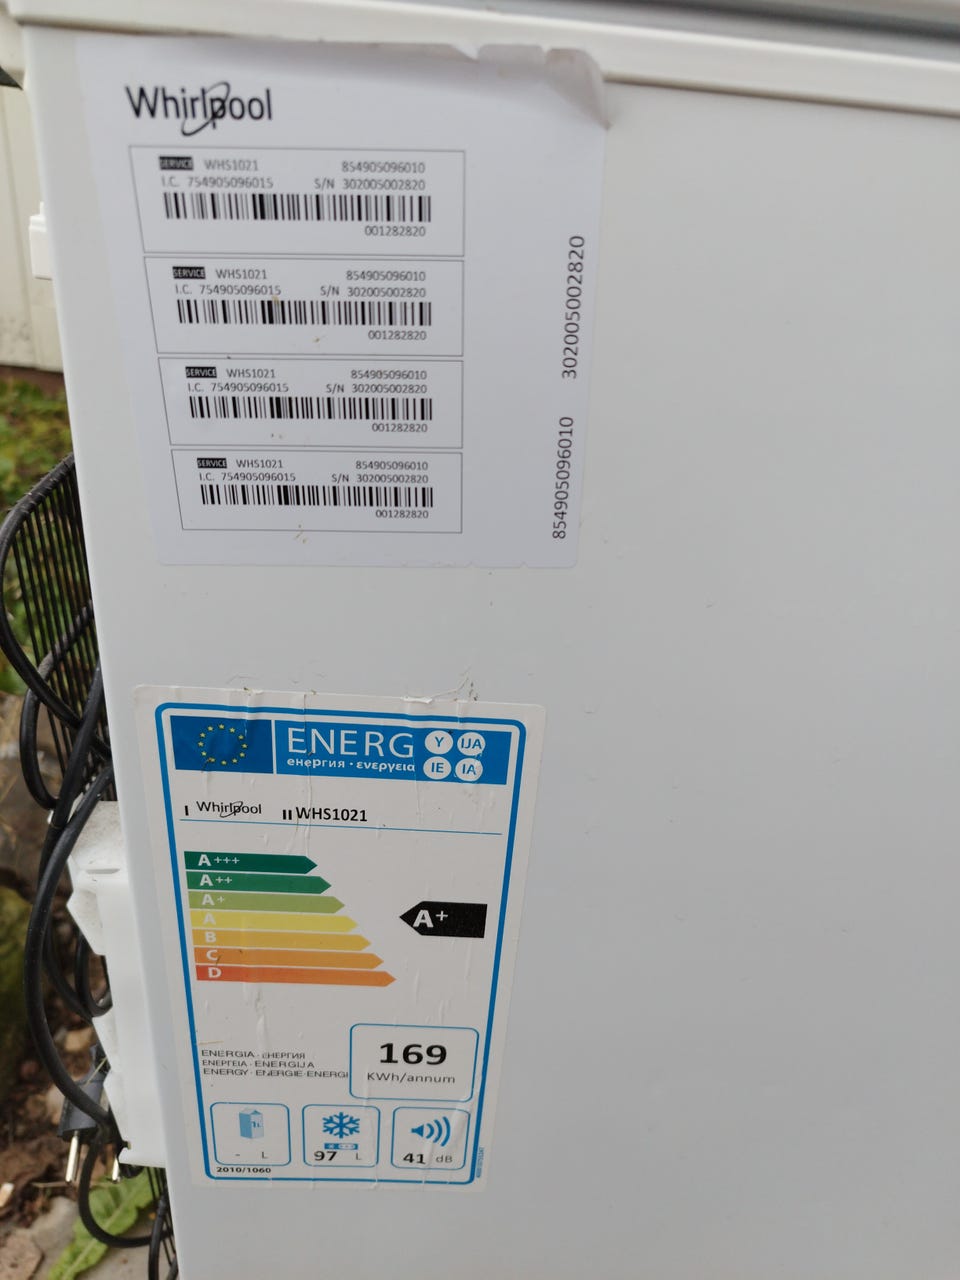 Whirlpool
SERVICE WHS1021 854905096010
I.C. 754905096015 S/N 302005002820
001282820
SERVICE WHS1021 854905096010
I.C. 754905096015 S/N 302005002820
001282820
SERVICE WHS1021 854905096010
I.C. 754905096015 S/N 302005002820
001282820
SERVICE WHS1021 854905096010
I.C. 754905096015 S/N 302005002820
001282820
854905096010 302005002820
ENERG Y IJA
енергия · ενεργεια IE IA
I Whirlpool II WHS1021
A+++
A++
A+
A
B
C
D
A+
ENERGIA · ЕНЕРГИЯ
ΕΝΕΡΓΕΙΑ · ENERGIJA
ENERGY · ENERGIE · ENERGI
169
KWh/annum
1L
- L
97 L
41 dB
2010/1060